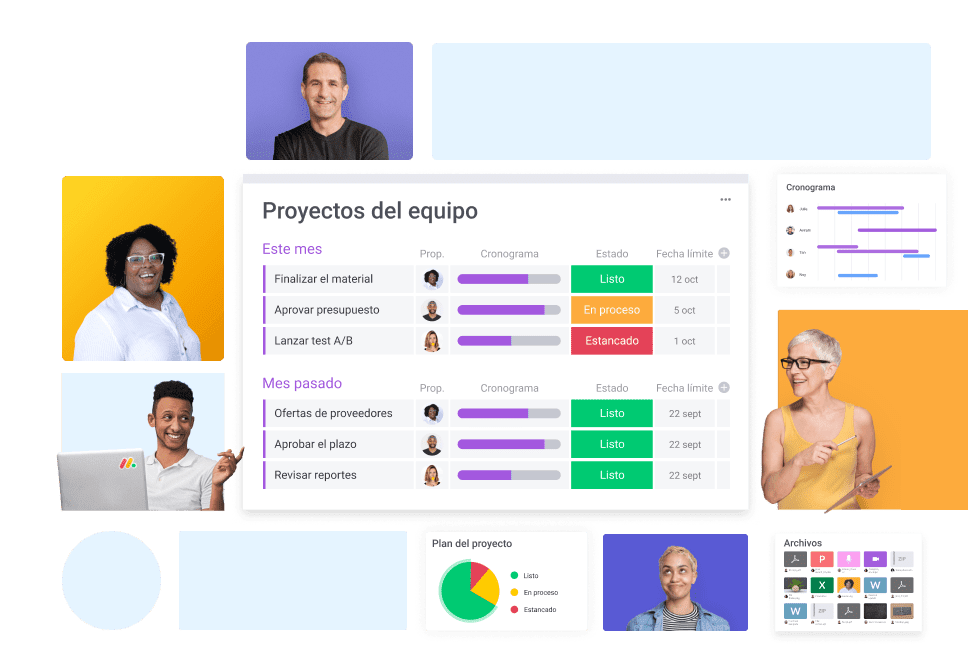 Proyectos del equipo
Este mes
Prop.
Cronograma
Estado
Fecha límite
Finalizar el material
Listo
12 oct
Aprovar presupuesto
En proceso
5 oct
Lanzar test A/B
Estancado
1 oct
Mes pasado
Prop.
Cronograma
Estado
Fecha límite
Ofertas de proveedores
Listo
22 sept
Aprobar el plazo
Listo
22 sept
Revisar reportes
Listo
22 sept
Cronograma
Plan del proyecto
Listo
En proceso
Estancado
Archivos
P
ZIP
X
W
W
ZIP